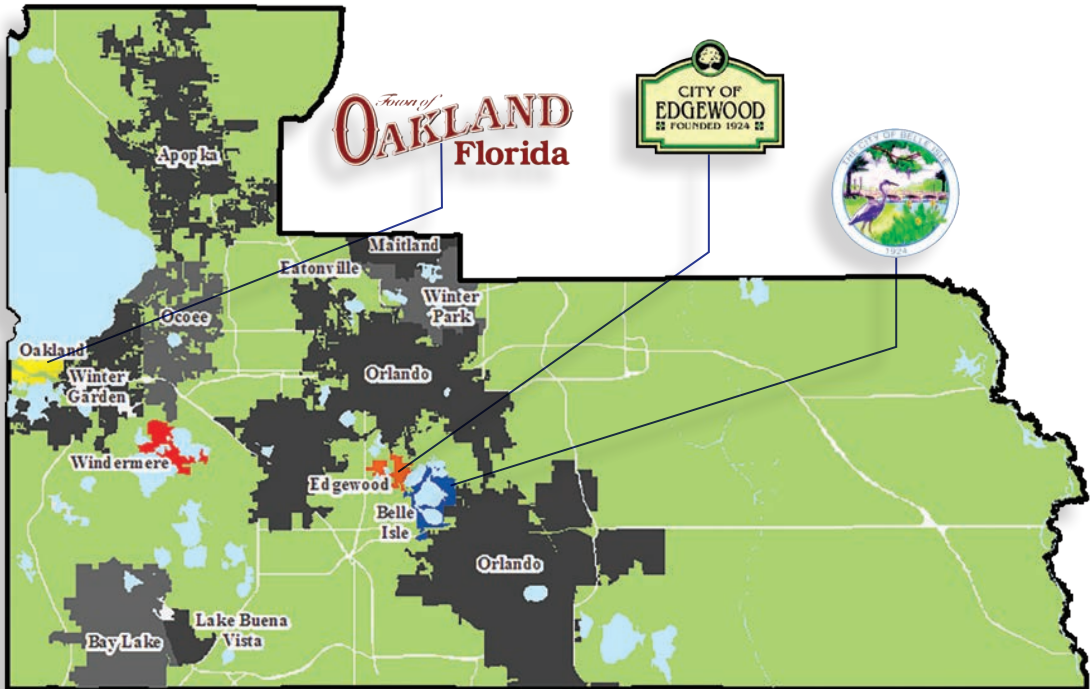 Town of
OAKLAND
Florida
CITY OF
EDGEWOOD
FOUNDED 1924
THE CITY OF BELLE ISLE
1924
Apopka
Maitland
Eatonville
Winter
Park
Ocoee
Oakland
Winter
Garden
Orlando
Windermere
Edgewood
Belle
Isle
Orlando
Lake Buena
Vista
Bay Lake